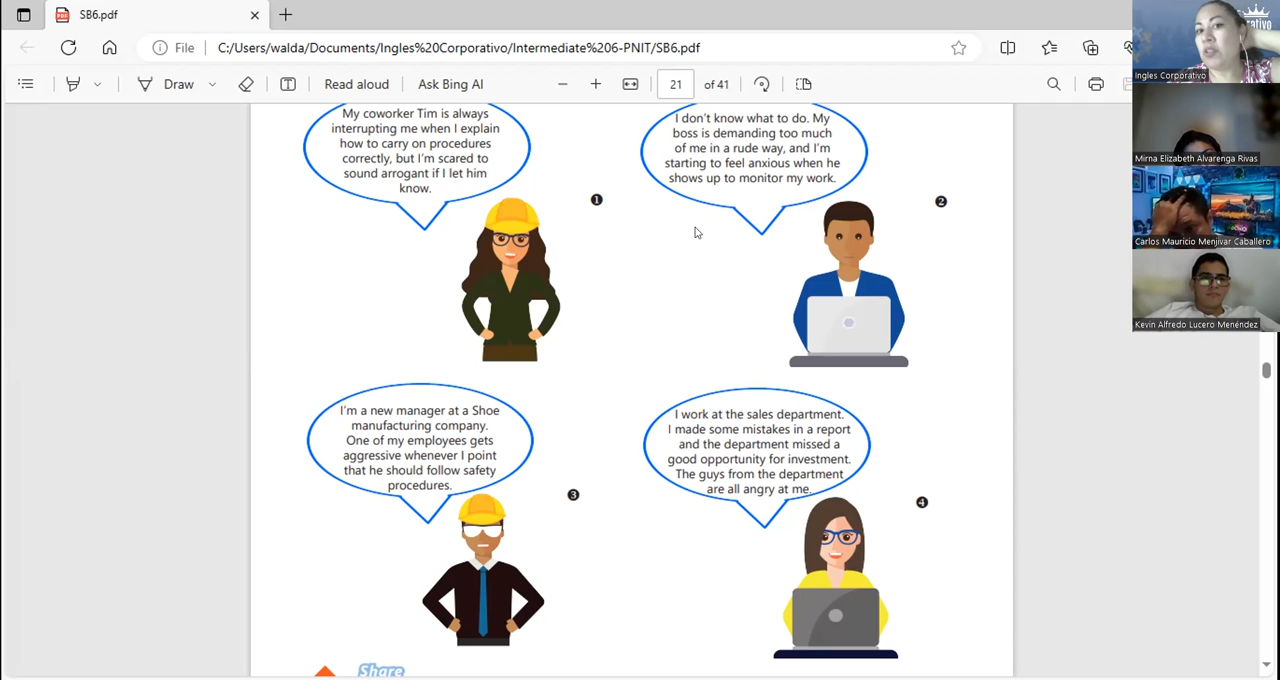 SB6.pdf
File
C:/Users/walda/Documents/Ingles%20Corporativo/Intermediate%206-PNIT/SB6.pdf
Draw
Read aloud
Ask Bing AI
21
of 41
Ingles Corporativo
Mirna Elizabeth Alvarenga Rivas
Carlos Mauricio Menjivar Caballero
Kevin Alfredo Lucero Menéndez
My coworker Tim is always
interrupting me when I explain
how to carry on procedures
correctly, but I'm scared to
sound arrogant if I let him
know.
1
I don't know what to do. My
boss is demanding too much
of me in a rude way, and I'm
starting to feel anxious when he
shows up to monitor my work.
2
I'm a new manager at a Shoe
manufacturing company.
One of my employees gets
aggressive whenever I point
that he should follow safety
procedures.
3
I work at the sales department.
I made some mistakes in a report
and the department missed a
good opportunity for investment.
The guys from the department
are all angry at me.
4
Share